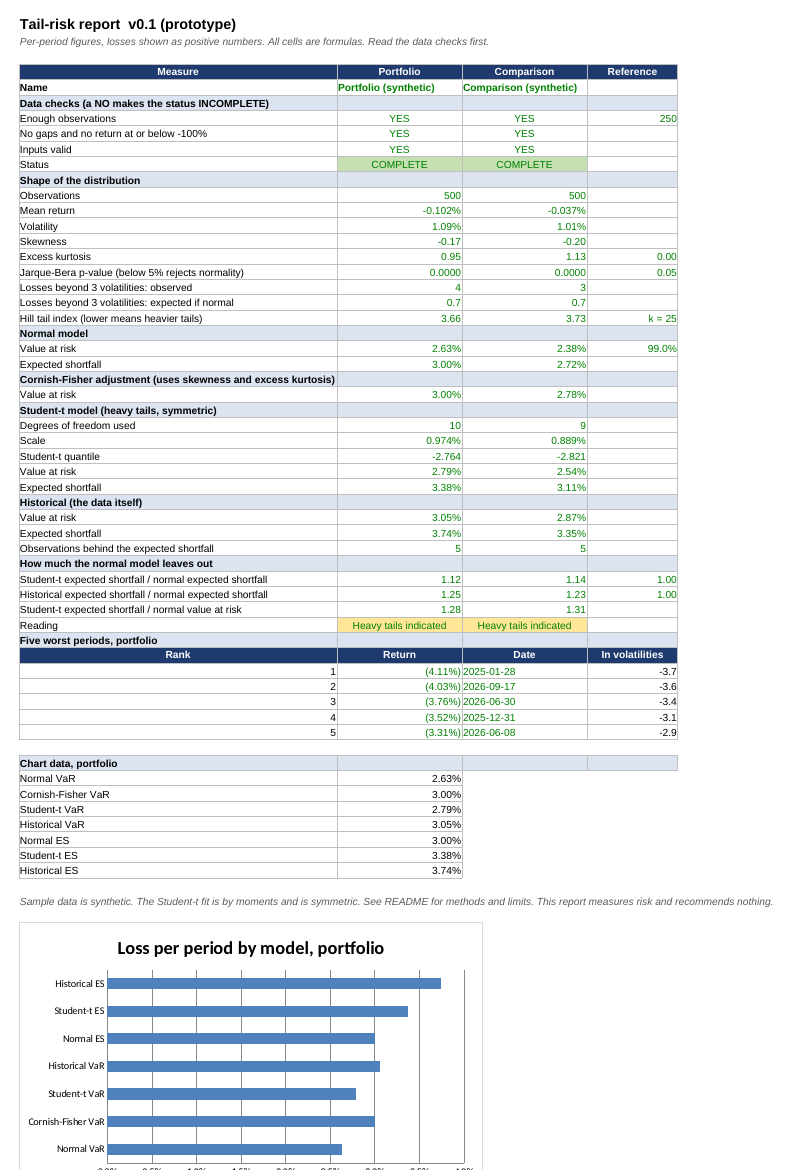 Tail-risk report v0.1 (prototype)
Per-period figures, losses shown as positive numbers. All cells are formulas. Read the data checks first.
Measure Portfolio Comparison Reference
Name Portfolio (synthetic) Comparison (synthetic)
Data checks (a NO makes the status INCOMPLETE)
Enough observations YES YES 250
No gaps and no return at or below -100% YES YES
Inputs valid YES YES
Status COMPLETE COMPLETE
Shape of the distribution
Observations 500 500
Mean return -0.102% -0.037%
Volatility 1.09% 1.01%
Skewness -0.17 -0.20
Excess kurtosis 0.95 1.13 0.00
Jarque-Bera p-value (below 5% rejects normality) 0.0000 0.0000 0.05
Losses beyond 3 volatilities: observed 4 3
Losses beyond 3 volatilities: expected if normal 0.7 0.7
Hill tail index (lower means heavier tails) 3.66 3.73 k = 25
Normal model
Value at risk 2.63% 2.38% 99.0%
Expected shortfall 3.00% 2.72%
Cornish-Fisher adjustment (uses skewness and excess kurtosis)
Value at risk 3.00% 2.78%
Student-t model (heavy tails, symmetric)
Degrees of freedom used 10 9
Scale 0.974% 0.889%
Student-t quantile -2.764 -2.821
Value at risk 2.79% 2.54%
Expected shortfall 3.38% 3.11%
Historical (the data itself)
Value at risk 3.05% 2.87%
Expected shortfall 3.74% 3.35%
Observations behind the expected shortfall 5 5
How much the normal model leaves out
Student-t expected shortfall / normal expected shortfall 1.12 1.14 1.00
Historical expected shortfall / normal expected shortfall 1.25 1.23 1.00
Student-t expected shortfall / normal value at risk 1.28 1.31
Reading Heavy tails indicated Heavy tails indicated
Five worst periods, portfolio
Rank Return Date In volatilities
1 (4.11%) 2025-01-28 -3.7
2 (4.03%) 2026-09-17 -3.6
3 (3.76%) 2026-06-30 -3.4
4 (3.52%) 2025-12-31 -3.1
5 (3.31%) 2026-06-08 -2.9
Chart data, portfolio
Normal VaR 2.63%
Cornish-Fisher VaR 3.00%
Student-t VaR 2.79%
Historical VaR 3.05%
Normal ES 3.00%
Student-t ES 3.38%
Historical ES 3.74%
Sample data is synthetic. The Student-t fit is by moments and is symmetric. See README for methods and limits. This report measures risk and recommends nothing.
Loss per period by model, portfolio
Historical ES
Student-t ES
Normal ES
Historical VaR
Student-t VaR
Cornish-Fisher VaR
Normal VaR